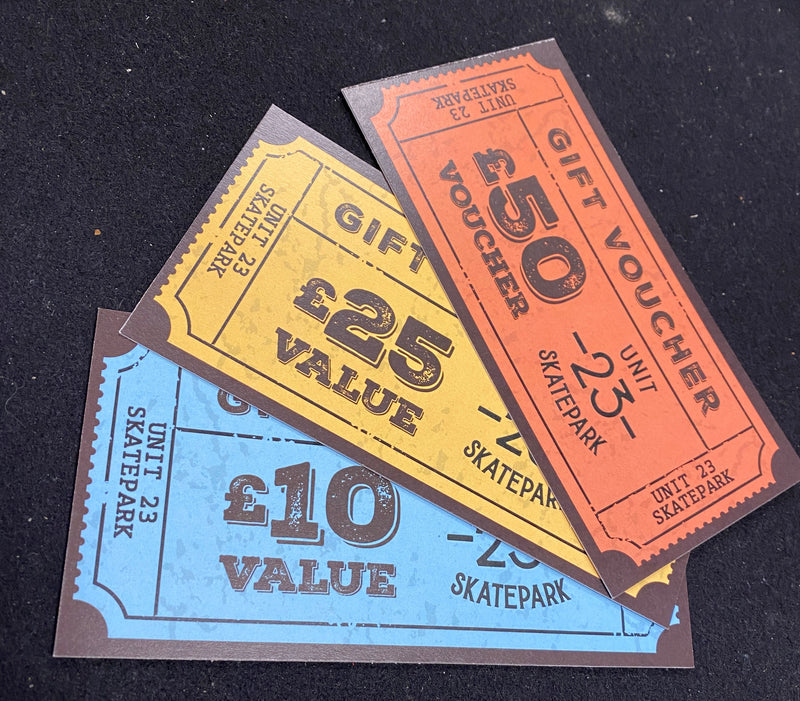 UNIT 23
SKATEPARK
GIFT VOUCHER
£50
VOUCHER
UNIT
-23-
SKATEPARK
UNIT 23
SKATEPARK
UNIT 23
SKATEPARK
GIFT
£25
VALUE
SKATEPARK
UNIT 23
SKATEPARK
£10
VALUE
-23-
SKATEPARK